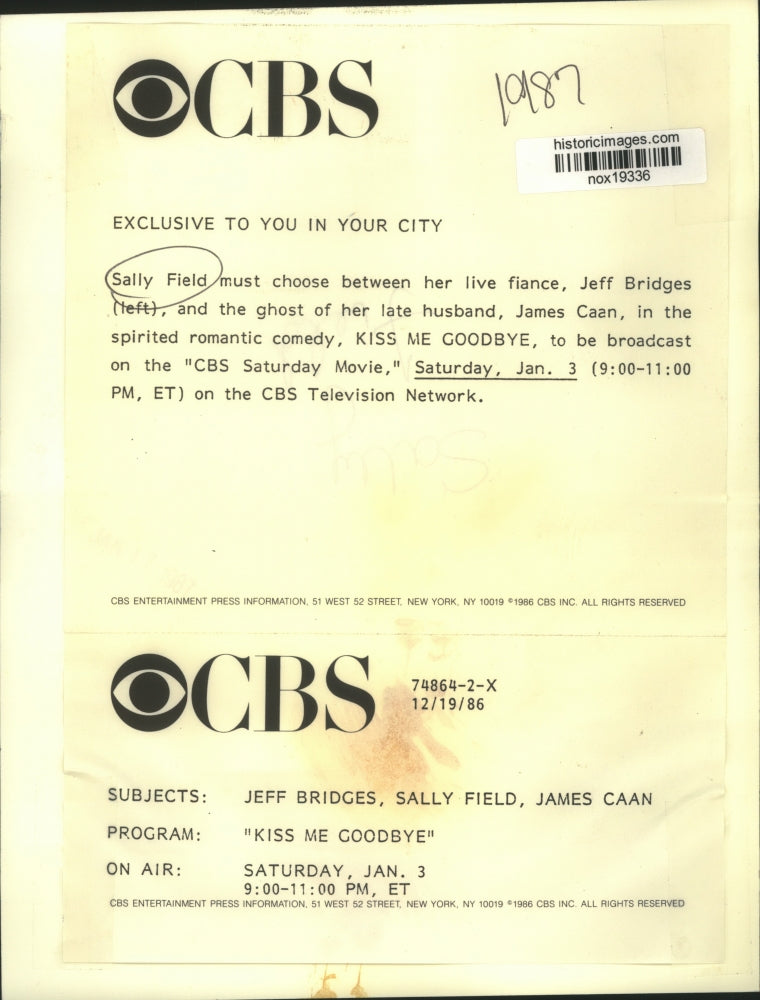 CBS
1987
historicimages.com
nox19336
EXCLUSIVE TO YOU IN YOUR CITY
Sally Field must choose between her live fiance, Jeff Bridges
(left), and the ghost of her late husband, James Caan, in the
spirited romantic comedy, KISS ME GOODBYE, to be broadcast
on the "CBS Saturday Movie," Saturday, Jan. 3 (9:00-11:00
PM, ET) on the CBS Television Network.
Sally
CBS ENTERTAINMENT PRESS INFORMATION, 51 WEST 52 STREET, NEW YORK, NY 10019 ©1986 CBS INC. ALL RIGHTS RESERVED
CBS
74864-2-X
12/19/86
SUBJECTS: JEFF BRIDGES, SALLY FIELD, JAMES CAAN
PROGRAM: "KISS ME GOODBYE"
ON AIR: SATURDAY, JAN. 3
9:00-11:00 PM, ET
CBS ENTERTAINMENT PRESS INFORMATION, 51 WEST 52 STREET, NEW YORK, NY 10019 ©1986 CBS INC. ALL RIGHTS RESERVED